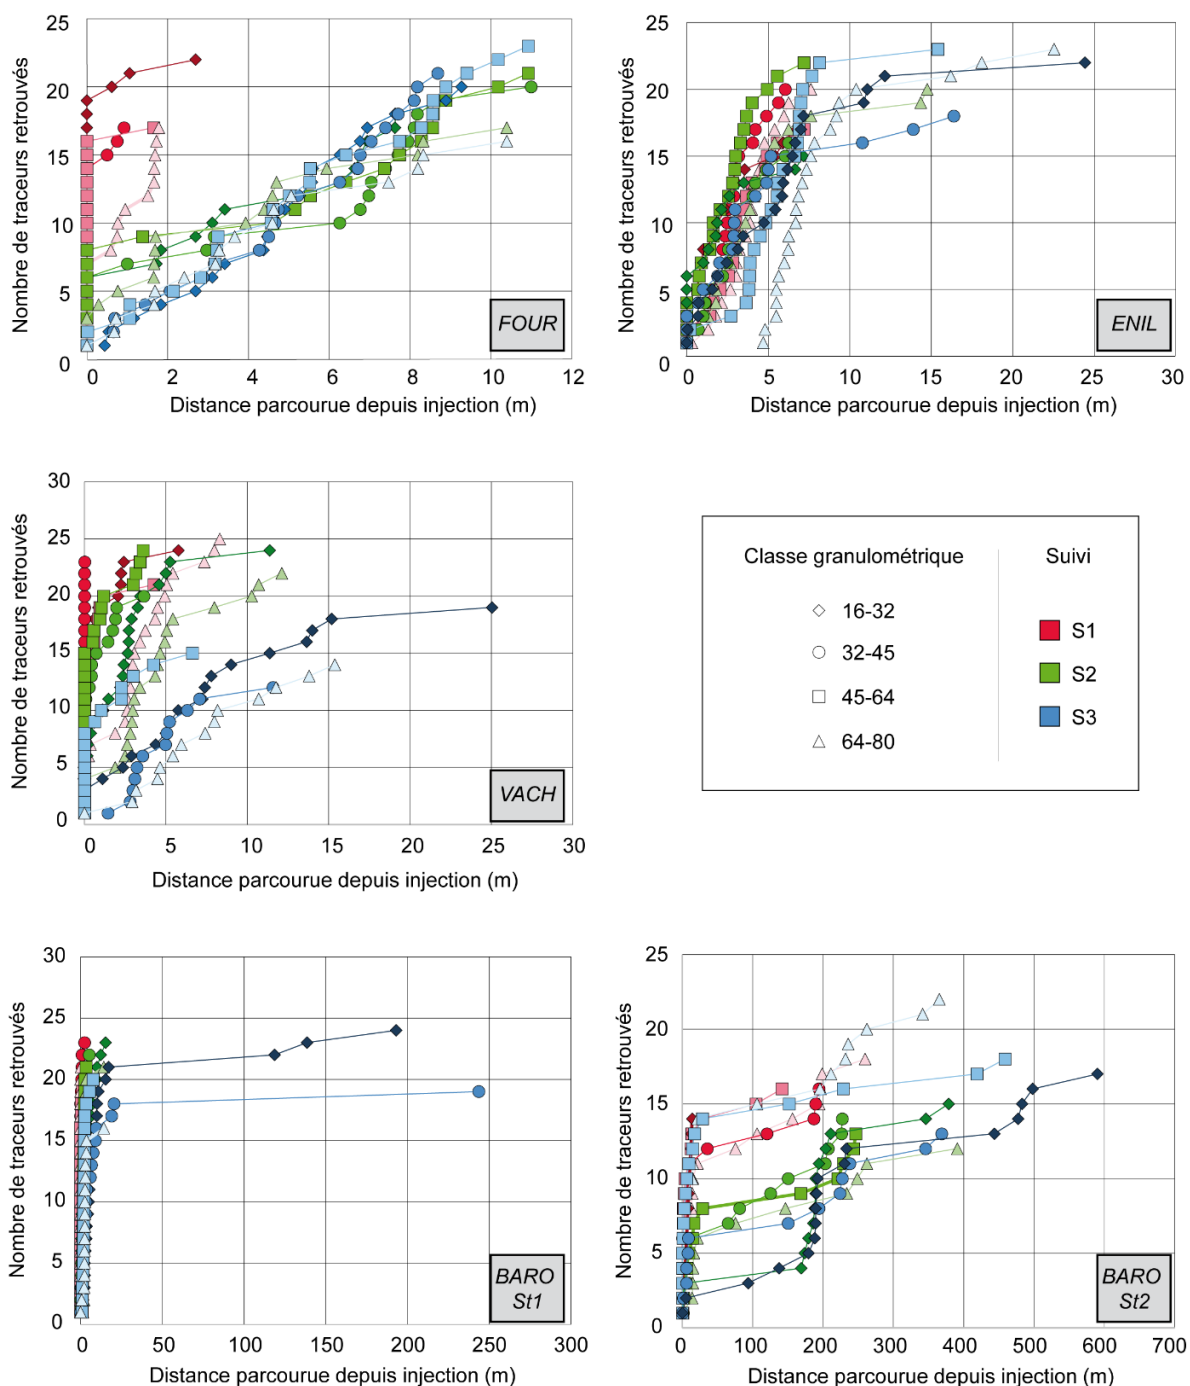 Nombre de traceurs retrouvés
25
20
15
10
5
0
FOUR
0 2 4 6 8 10 12
Distance parcourue depuis injection (m)
Nombre de traceurs retrouvés
25
20
15
10
5
0
ENIL
0 5 10 15 20 25 30
Distance parcourue depuis injection (m)
Nombre de traceurs retrouvés
30
25
20
15
10
5
0
VACH
0 5 10 15 20 25 30
Distance parcourue depuis injection (m)
Classe granulométrique Suivi
16-32
32-45
45-64
64-80
S1
S2
S3
Nombre de traceurs retrouvés
30
25
20
15
10
5
0
BARO
St1
0 50 100 150 200 250 300
Distance parcourue depuis injection (m)
Nombre de traceurs retrouvés
25
20
15
10
5
0
BARO
St2
0 100 200 300 400 500 600 700
Distance parcourue depuis injection (m)